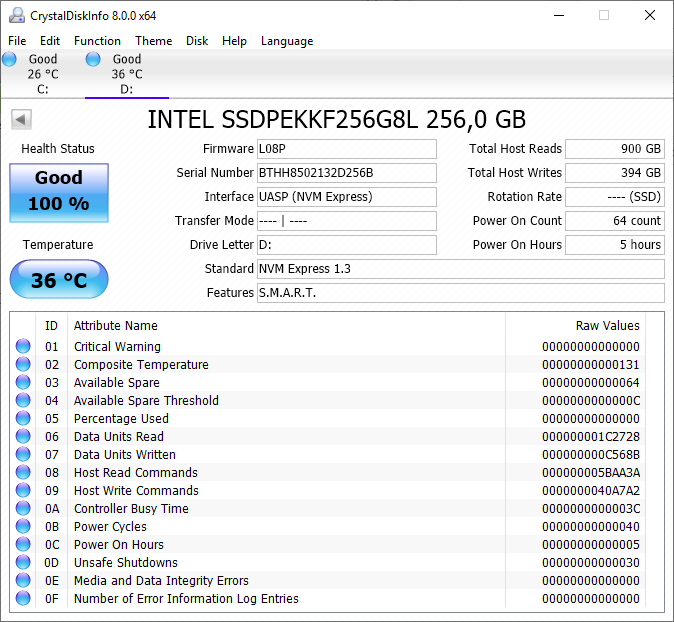 CrystalDiskInfo 8.0.0 x64
File Edit Function Theme Disk Help Language
Good Good
26 °C 36 °C
C: D:
INTEL SSDPEKKF256G8L 256,0 GB
Health Status
Good
100 %
Temperature
36 °C
Firmware L08P
Serial Number BTHH8502132D256B
Interface UASP (NVM Express)
Transfer Mode ---- | ----
Drive Letter D:
Standard NVM Express 1.3
Features S.M.A.R.T.
Total Host Reads 900 GB
Total Host Writes 394 GB
Rotation Rate ---- (SSD)
Power On Count 64 count
Power On Hours 5 hours
ID Attribute Name Raw Values
01 Critical Warning 00000000000000
02 Composite Temperature 00000000000131
03 Available Spare 00000000000064
04 Available Spare Threshold 0000000000000C
05 Percentage Used 00000000000000
06 Data Units Read 000000001C2728
07 Data Units Written 000000000C568B
08 Host Read Commands 000000005BAA3A
09 Host Write Commands 0000000040A7A2
0A Controller Busy Time 0000000000003C
0B Power Cycles 00000000000040
0C Power On Hours 00000000000005
0D Unsafe Shutdowns 00000000000030
0E Media and Data Integrity Errors 00000000000000
0F Number of Error Information Log Entries 00000000000000